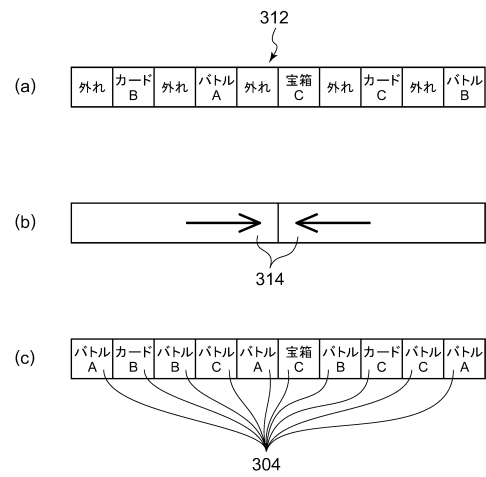 312
(a)
外れ カード 外れ バトル 外れ 宝箱 外れ カード 外れ バトル
B A C C B
(b)
314
(c)
バトル カード バトル バトル バトル 宝箱 バトル カード バトル バトル
A B B C A C B C C A
304